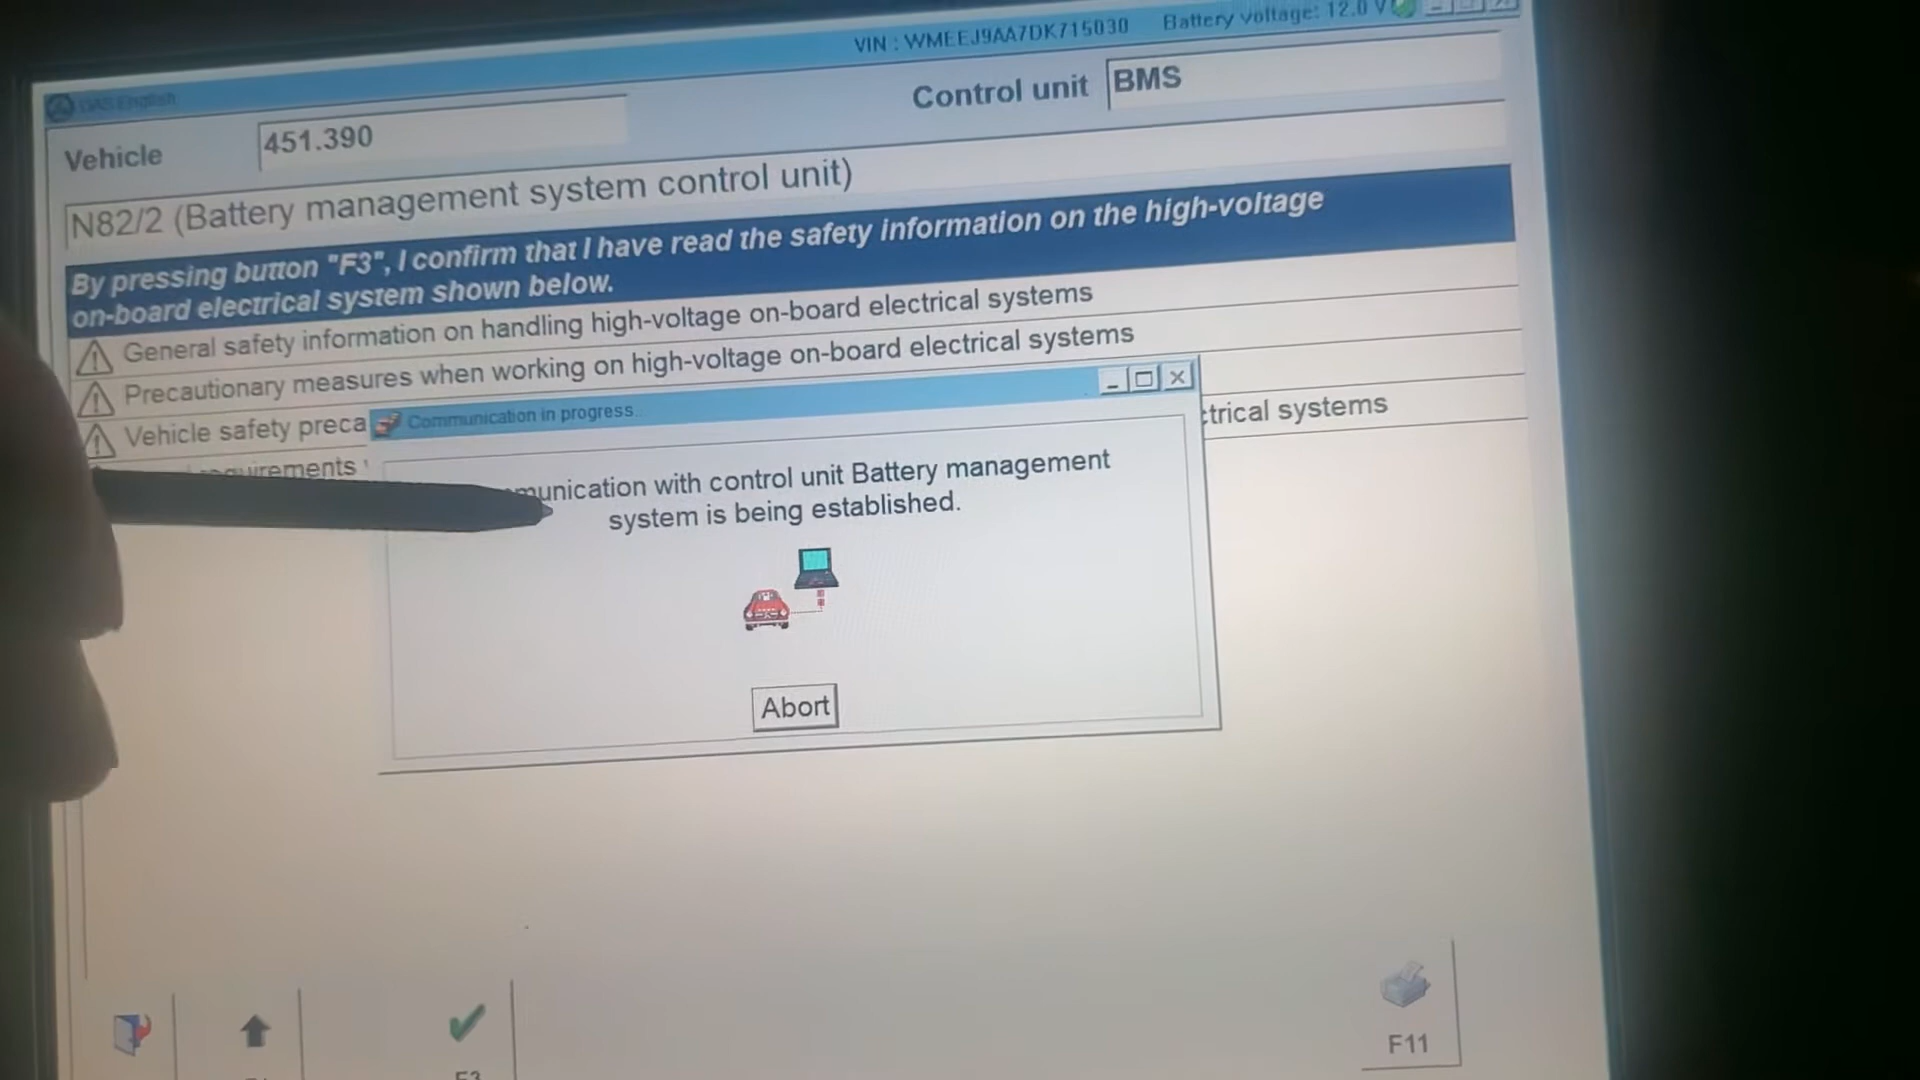 VIN : WMEEJ9AA7DK715030 Battery voltage: 12.0 V
DAS English
Vehicle 451.390 Control unit BMS
N82/2 (Battery management system control unit)
By pressing button "F3", I confirm that I have read the safety information on the high-voltage
on-board electrical system shown below.
General safety information on handling high-voltage on-board electrical systems
Precautionary measures when working on high-voltage on-board electrical systems
Vehicle safety preca
trical systems
Communication in progress...
munication with control unit Battery management
system is being established.
Abort
F3
F11